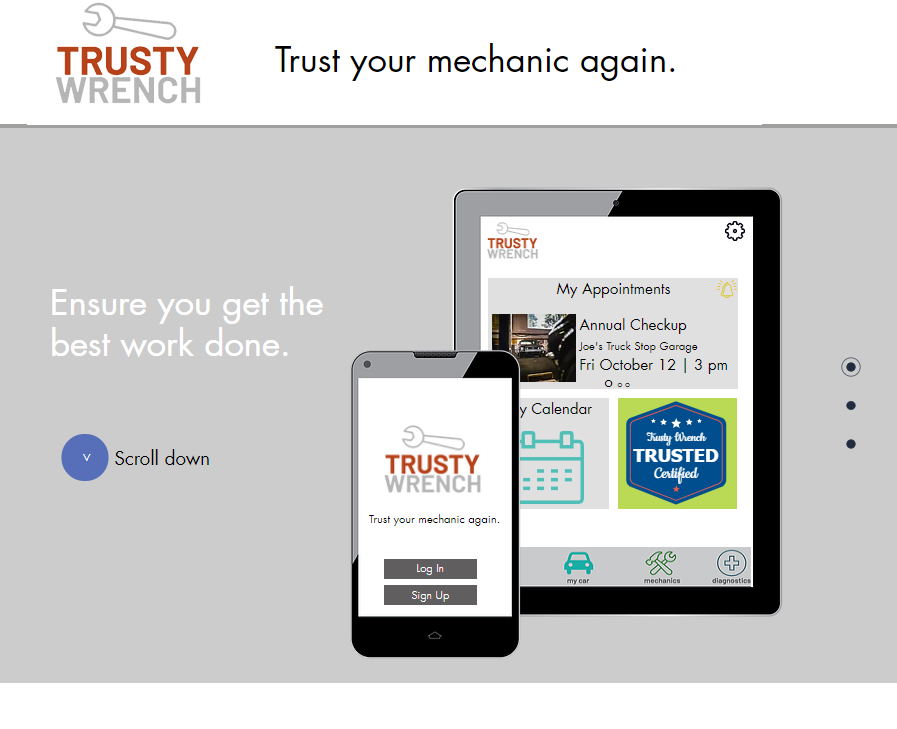 TRUSTY
WRENCH
Trust your mechanic again.
Ensure you get the
best work done.
v
Scroll down
TRUSTY
WRENCH
My Appointments
Annual Checkup
Joe's Truck Stop Garage
Fri October 12 | 3 pm
y Calendar
Trusty Wrench
TRUSTED
Certified
my car
mechanics
diagnostics
TRUSTY
WRENCH
Trust your mechanic again.
Log In
Sign Up